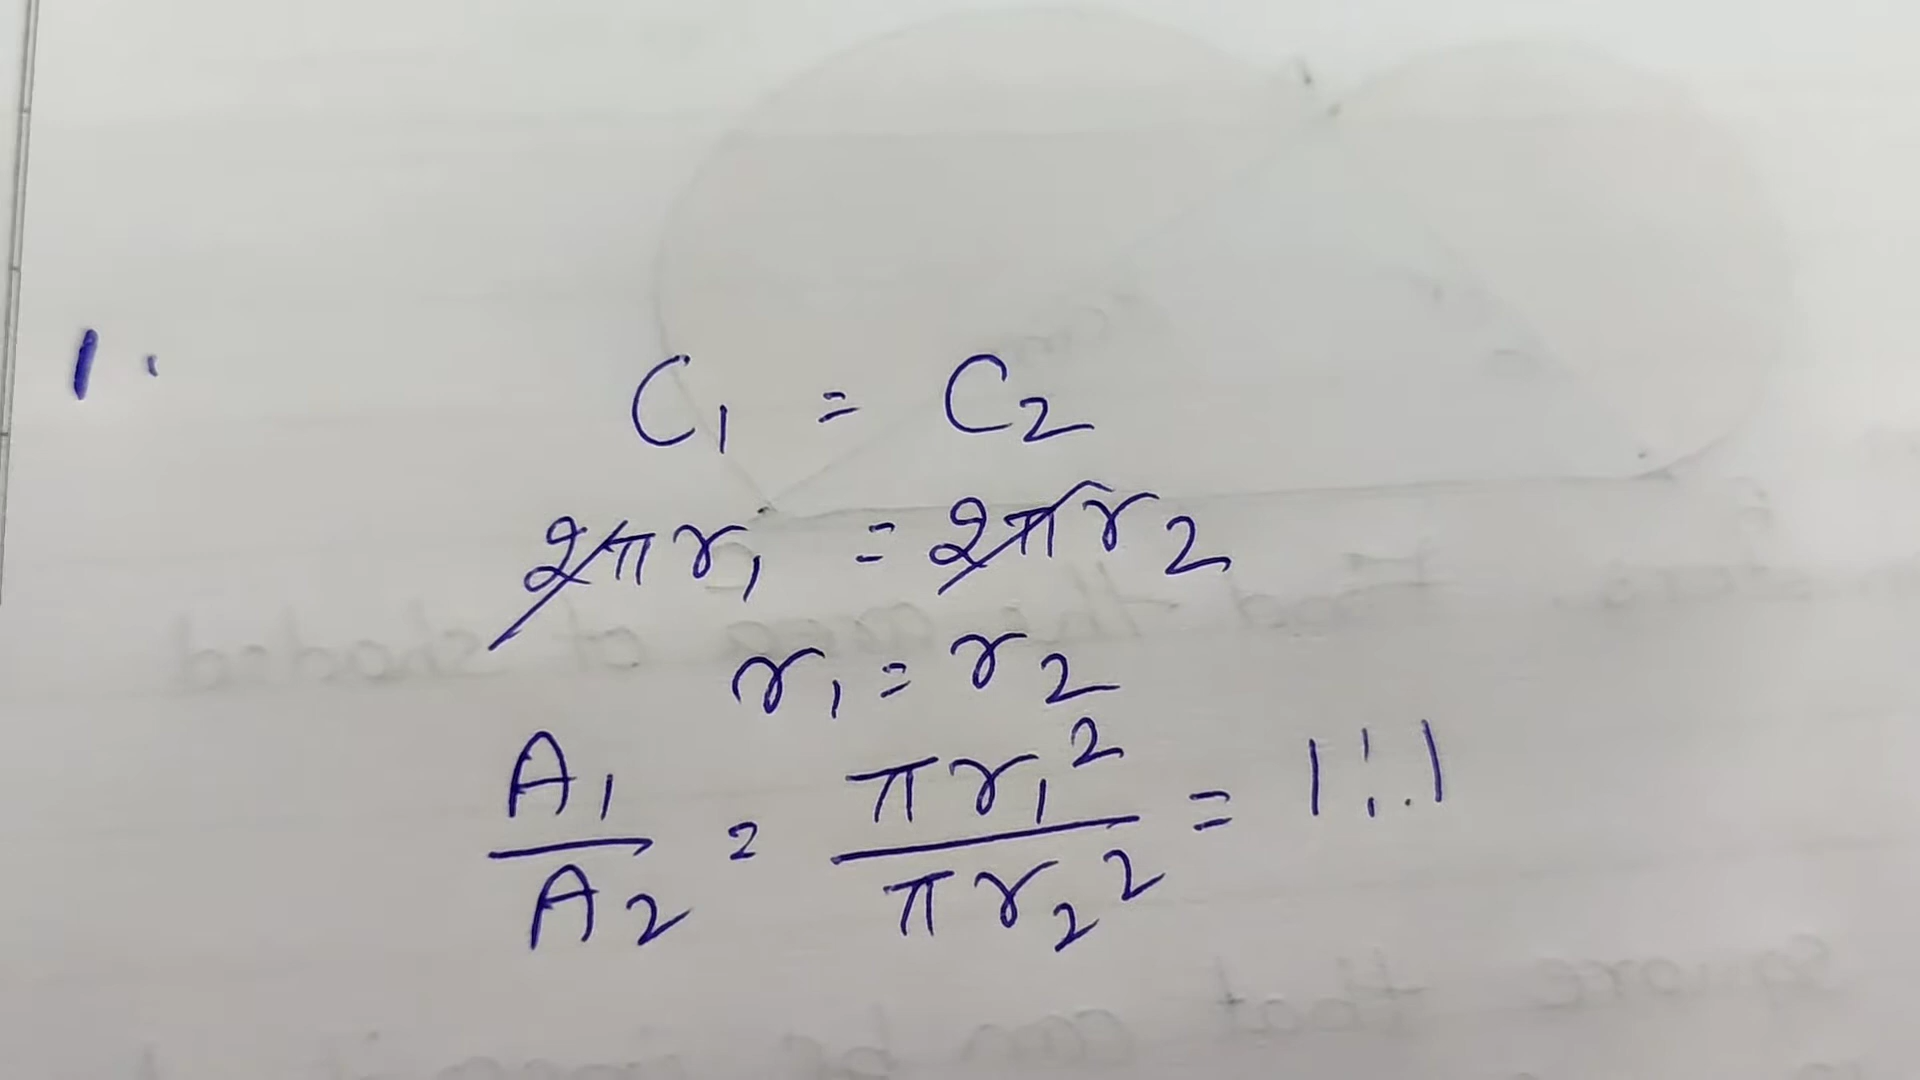 1.
C₁ = C₂
2πr₁ = 2πr₂
r₁ = r₂
A₁/A₂ = πr₁²/πr₂² = 1:1